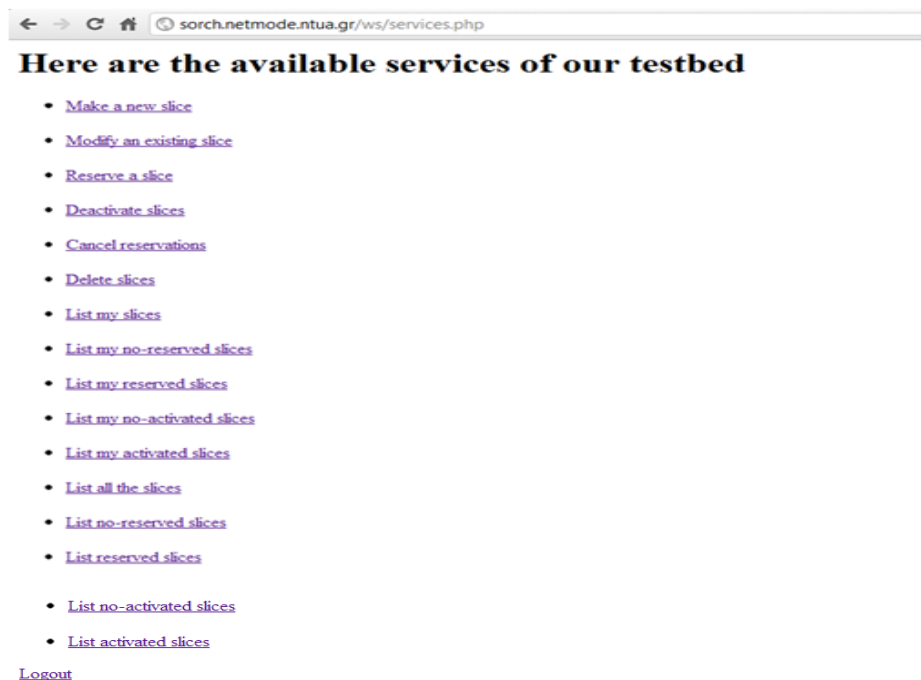 sorch.netmode.ntua.gr/ws/services.php
Here are the available services of our testbed
Make a new slice
Modify an existing slice
Reserve a slice
Deactivate slices
Cancel reservations
Delete slices
List my slices
List my no-reserved slices
List my reserved slices
List my no-activated slices
List my activated slices
List all the slices
List no-reserved slices
List reserved slices
List no-activated slices
List activated slices
Logout